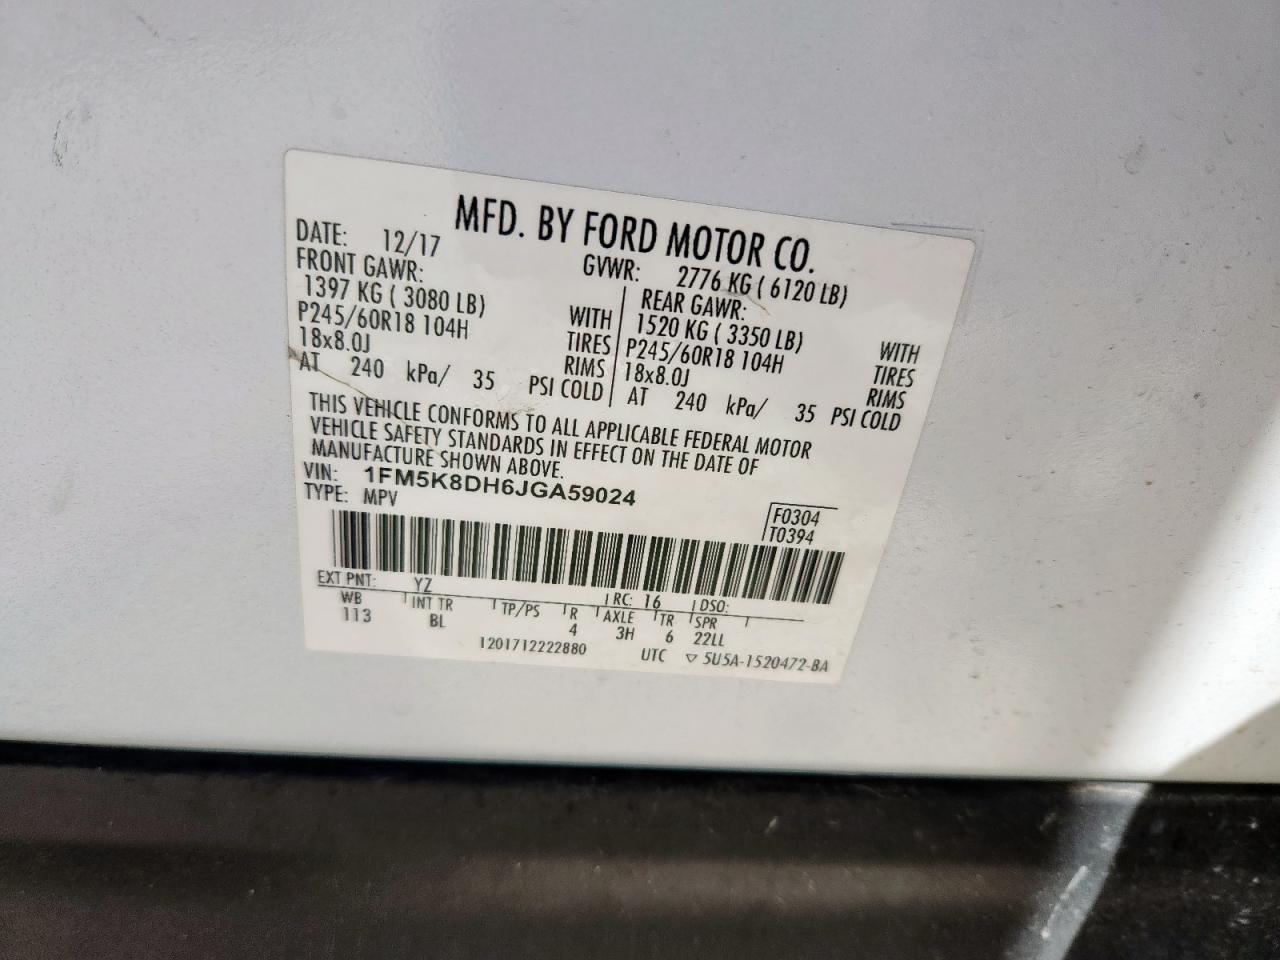 MFD. BY FORD MOTOR CO.
DATE: 12/17 GVWR: 2776 KG ( 6120 LB)
FRONT GAWR: REAR GAWR:
1397 KG ( 3080 LB) WITH 1520 KG ( 3350 LB) WITH
P245/60R18 104H TIRES P245/60R18 104H TIRES
18x8.0J RIMS 18x8.0J RIMS
AT 240 kPa/ 35 PSI COLD AT 240 kPa/ 35 PSI COLD
THIS VEHICLE CONFORMS TO ALL APPLICABLE FEDERAL MOTOR
VEHICLE SAFETY STANDARDS IN EFFECT ON THE DATE OF
MANUFACTURE SHOWN ABOVE.
VIN: 1FM5K8DH6JGA59024
TYPE: MPV
F0304
T0394
EXT PNT: YZ RC: 16 DSO:
WB INT TR TP/PS R AXLE TR SPR
113 BL 4 3H 6 22LL
1201712222880 UTC ▽ 5U5A-1520472-BA